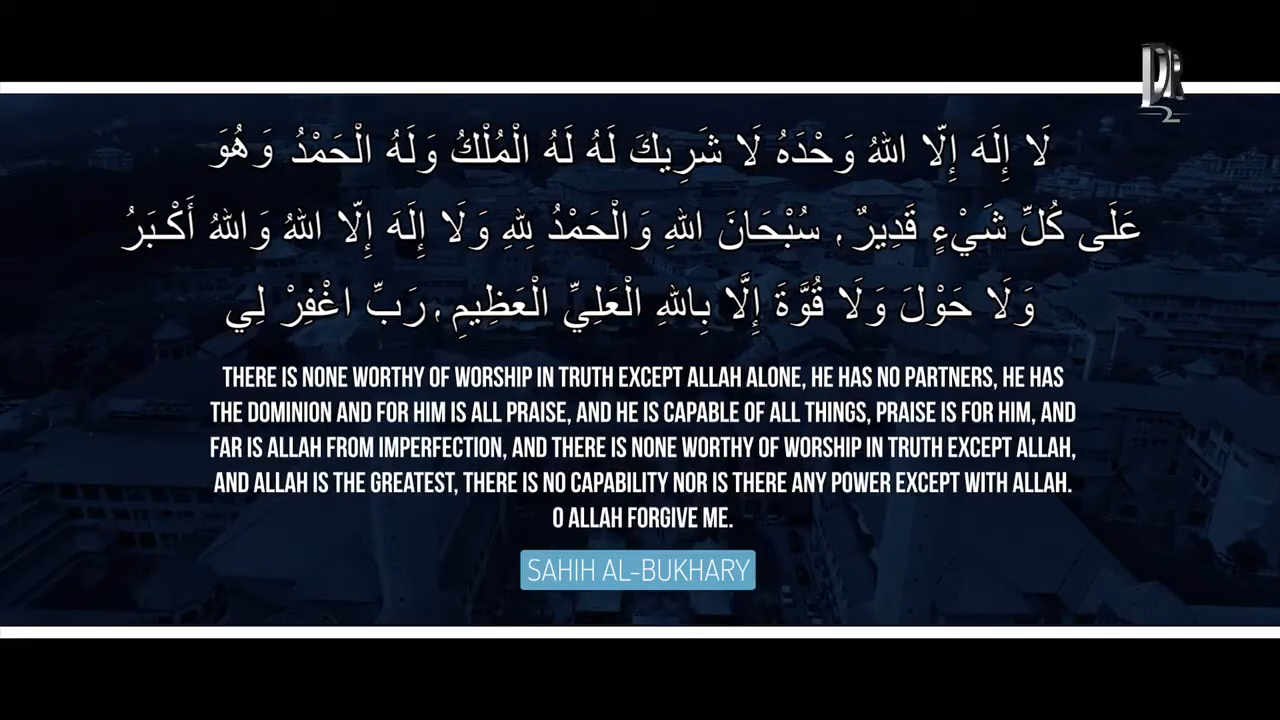 لَا إِلَهَ إِلَّا اللهُ وَحْدَهُ لَا شَرِيكَ لَهُ لَهُ الْمُلْكُ وَلَهُ الْحَمْدُ وَهُوَ
عَلَى كُلِّ شَيْءٍ قَدِيرٌ، سُبْحَانَ اللهِ وَالْحَمْدُ لِلهِ وَلَا إِلَهَ إِلَّا اللهُ وَاللهُ أَكْـبَرُ
وَلَا حَوْلَ وَلَا قُوَّةَ إِلَّا بِاللهِ الْعَلِيِّ الْعَظِيمِ، رَبِّ اغْفِرْ لِي
THERE IS NONE WORTHY OF WORSHIP IN TRUTH EXCEPT ALLAH ALONE, HE HAS NO PARTNERS, HE HAS
THE DOMINION AND FOR HIM IS ALL PRAISE, AND HE IS CAPABLE OF ALL THINGS, PRAISE IS FOR HIM, AND
FAR IS ALLAH FROM IMPERFECTION, AND THERE IS NONE WORTHY OF WORSHIP IN TRUTH EXCEPT ALLAH,
AND ALLAH IS THE GREATEST, THERE IS NO CAPABILITY NOR IS THERE ANY POWER EXCEPT WITH ALLAH.
O ALLAH FORGIVE ME.
SAHIH AL-BUKHARY